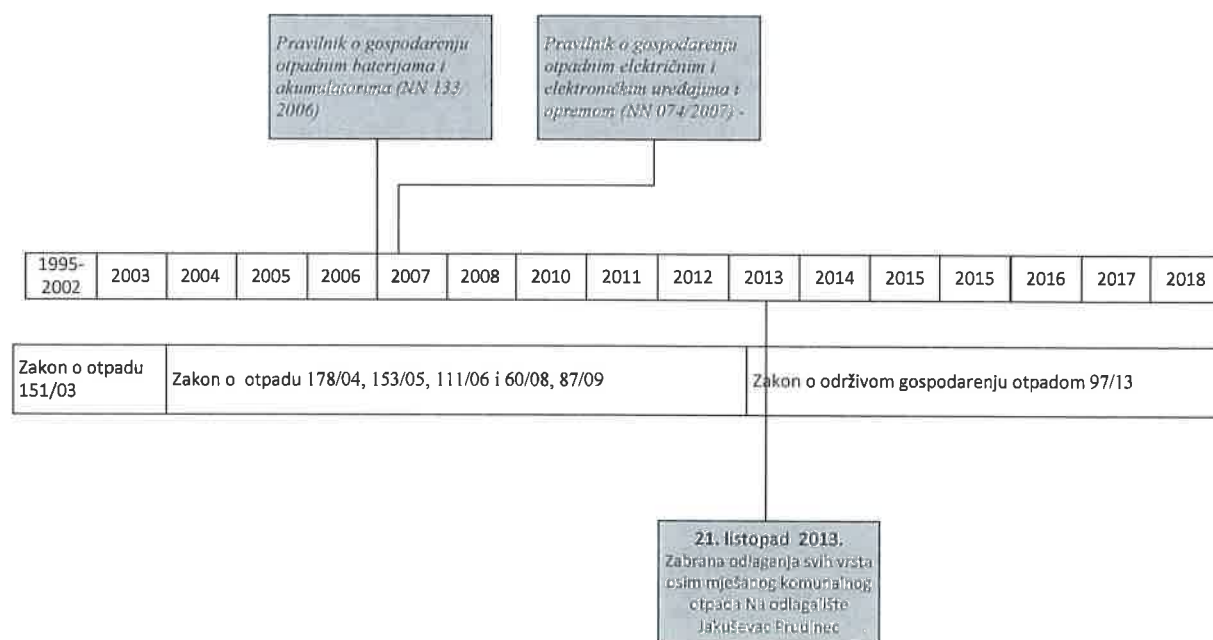 Pravilnik o gospodarenju
otpadnim baterijama i
akumulatorima (NN 133/
2006)
Pravilnik o gospodarenju
otpadnim električnim i
elektroničkim uređajima i
opremom (NN 074/2007) -
1995-
2002
2003
2004
2005
2006
2007
2008
2010
2011
2012
2013
2014
2015
2015
2016
2017
2018
Zakon o otpadu
151/03
Zakon o otpadu 178/04, 153/05, 111/06 i 60/08, 87/09
Zakon o održivom gospodarenju otpadom 97/13
21. listopad 2013.
Zabrana odlaganja svih vrsta
osim mješanog komunalnog
otpada Na odlagalište
Jakuševac Prudinec